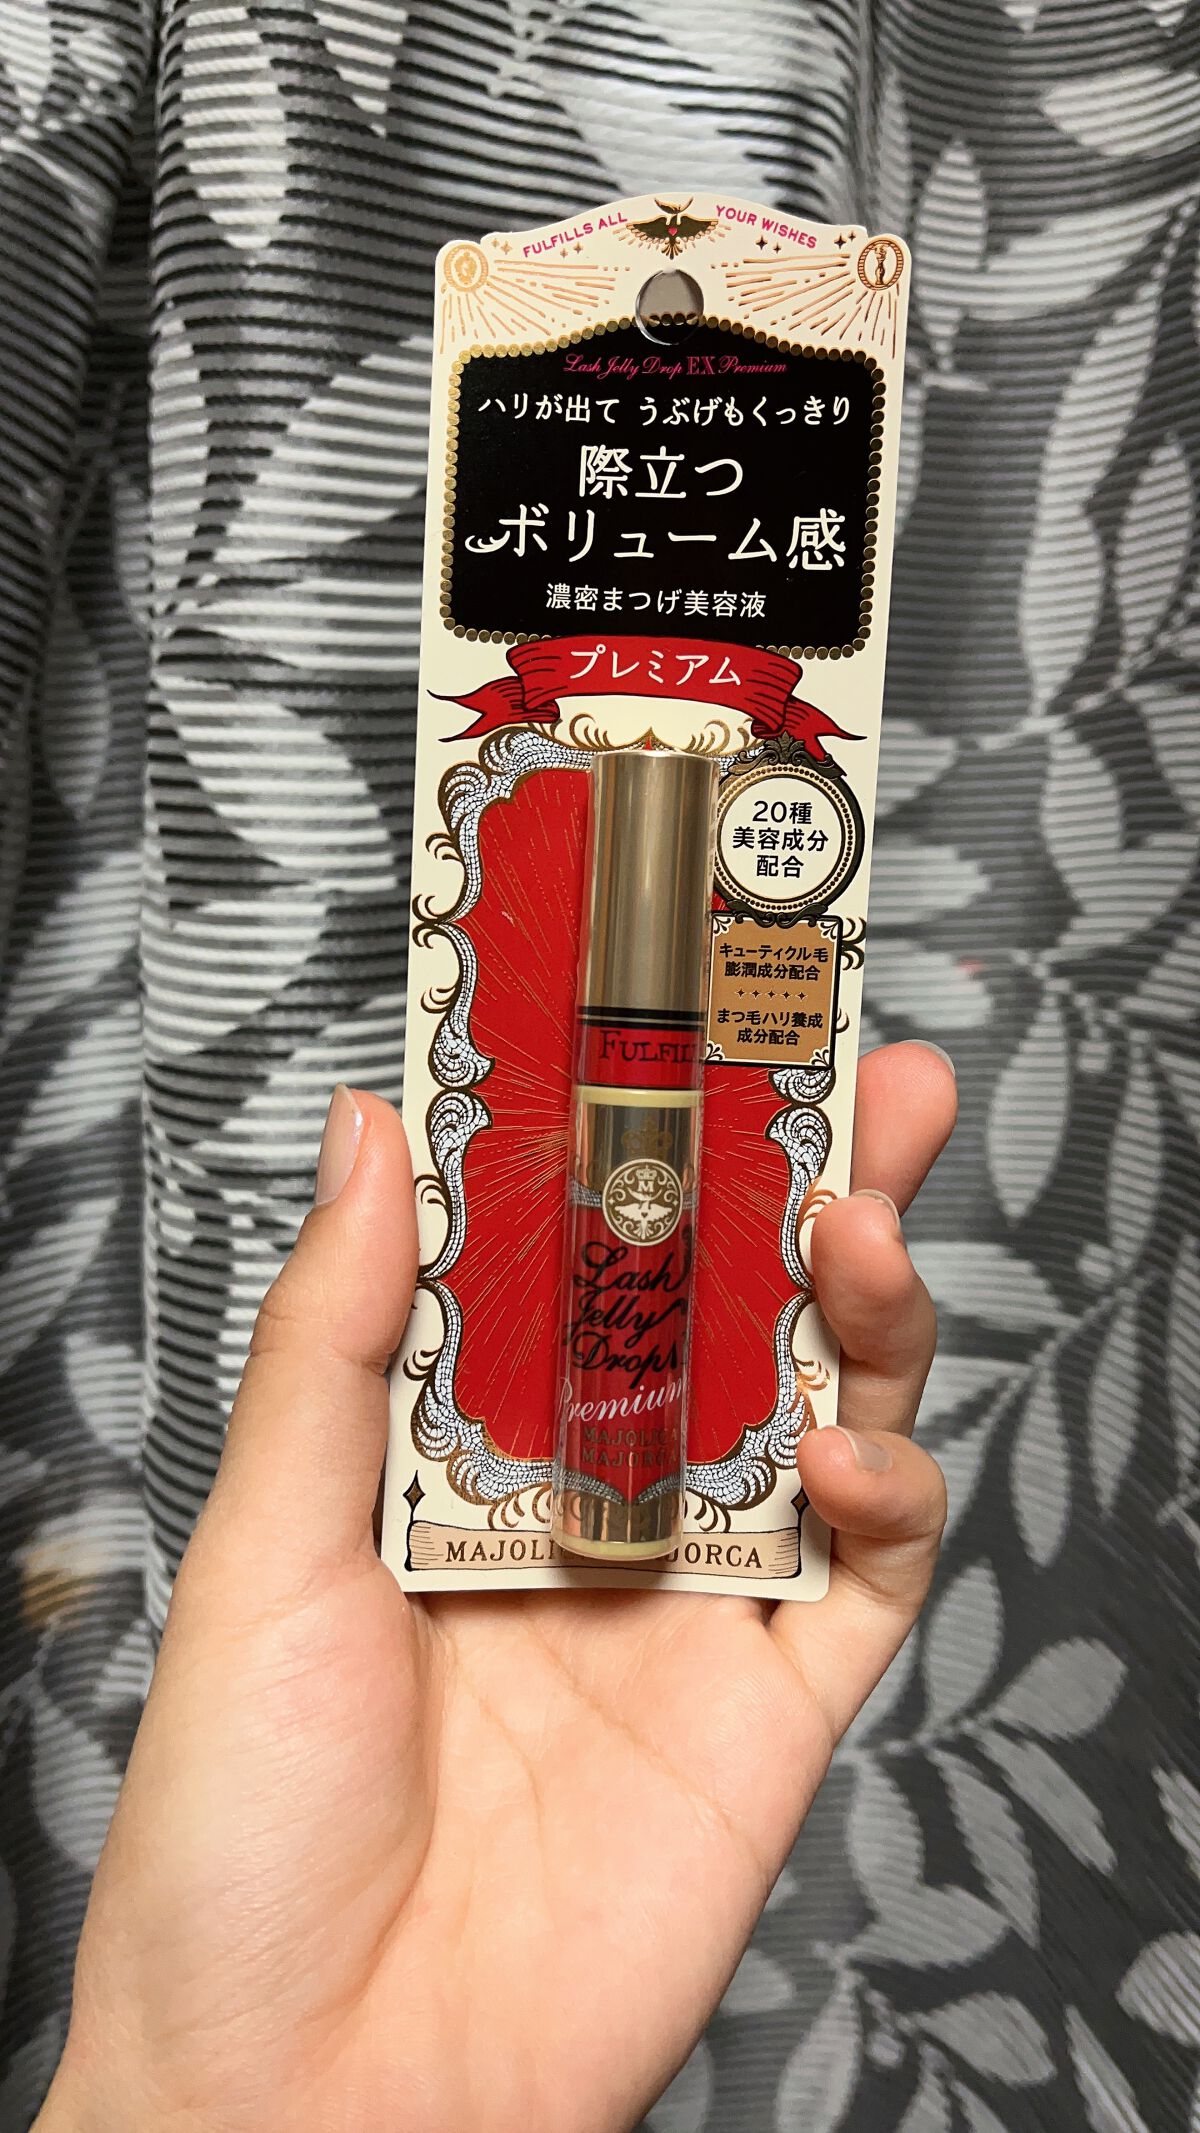 FULFILLS ALL YOUR WISHES
Lash Jelly Drop EX Premium
ハリが出て うぶげもくっきり
際立つ
ボリューム感
濃密まつげ美容液
プレミアム
20種
美容成分
配合
キューティクル毛
膨潤成分配合
まつ毛ハリ養成
成分配合
FULFIL
M
Lash
Jelly
Drops
Premium
MAJOLICA
MAJORCA
MAJOLI JORCA